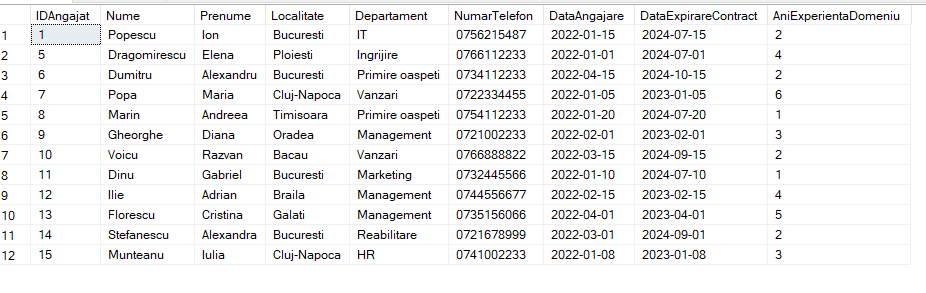 IDAngajat Nume Prenume Localitate Departament NumarTelefon DataAngajare DataExpirareContract AniExperientaDomeniu
1 1 Popescu Ion Bucuresti IT 0756215487 2022-01-15 2024-07-15 2
2 5 Dragomirescu Elena Ploiesti Ingrijire 0766112233 2022-01-01 2024-07-01 4
3 6 Dumitru Alexandru Bucuresti Primire oaspeti 0734112233 2022-04-15 2024-10-15 2
4 7 Popa Maria Cluj-Napoca Vanzari 0722334455 2022-01-05 2023-01-05 6
5 8 Marin Andreea Timisoara Primire oaspeti 0754112233 2022-01-20 2024-07-20 1
6 9 Gheorghe Diana Oradea Management 0721002233 2022-02-01 2023-02-01 3
7 10 Voicu Razvan Bacau Vanzari 0766888822 2022-03-15 2024-09-15 2
8 11 Dinu Gabriel Bucuresti Marketing 0732445566 2022-01-10 2024-07-10 1
9 12 Ilie Adrian Braila Management 0744556677 2022-02-15 2023-02-15 4
10 13 Florescu Cristina Galati Management 0735156066 2022-04-01 2023-04-01 5
11 14 Stefanescu Alexandra Bucuresti Reabilitare 0721678999 2022-03-01 2024-09-01 2
12 15 Munteanu Iulia Cluj-Napoca HR 0741002233 2022-01-08 2023-01-08 3